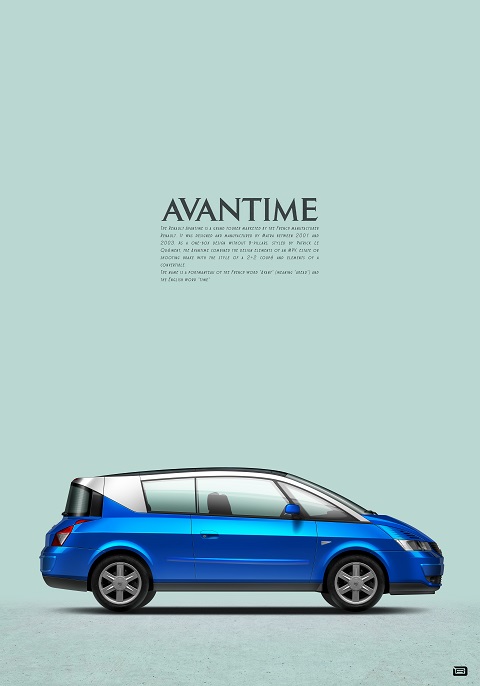 AVANTIME
The Renault Avantime is a grand tourer marketed by the French manufacturer
Renault. It was designed and manufactured by Matra between 2001 and
2003. As a one-box design without B-pillars, styled by Patrick le
Quément, the Avantime combined the design elements of an MPV, estate or
shooting brake with the style of a 2+2 coupé and elements of a
convertible.
The name is a portmanteau of the French word "avant" (meaning "ahead") and
the English word "time"